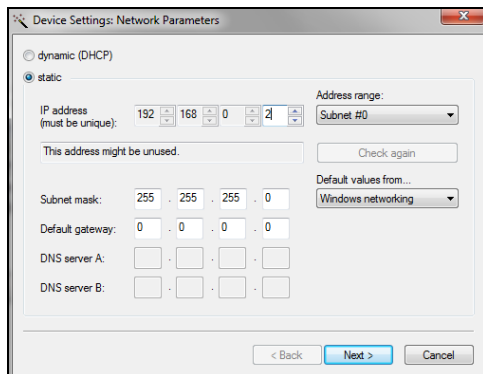 Device Settings: Network Parameters
dynamic (DHCP)
static
Address range:
IP address
(must be unique):
192 168 0 2
Subnet #0
This address might be unused.
Check again
Default values from...
Subnet mask:
255 . 255 . 255 . 0
Windows networking
Default gateway:
0 . 0 . 0 . 0
DNS server A:
. . .
DNS server B:
. . .
< Back
Next >
Cancel